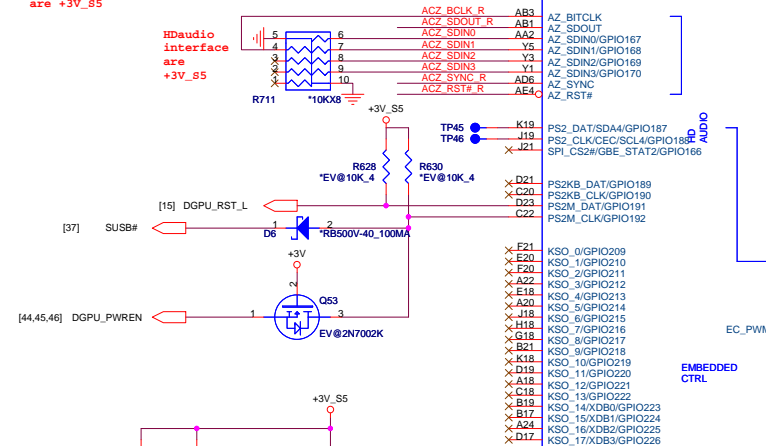 are +3V_S5
HDaudio
interface
are
+3V_S5
ACZ_BCLK_R
ACZ_SDOUT_R
ACZ_SDIN0
ACZ_SDIN1
ACZ_SDIN2
ACZ_SDIN3
ACZ_SYNC_R
ACZ_RST#_R
5 6
4 7
3 8
2 9
1 10
R711 *10KX8
AB3 AZ_BITCLK
AB1 AZ_SDOUT
AA2 AZ_SDIN0/GPIO167
Y5 AZ_SDIN1/GPIO168
Y3 AZ_SDIN2/GPIO169
Y1 AZ_SDIN3/GPIO170
AD6 AZ_SYNC
AE4 AZ_RST#
HD
AUDIO
+3V_S5
TP45
TP46
K19 PS2_DAT/SDA4/GPIO187
J19 PS2_CLK/CEC/SCL4/GPIO188
J21 SPI_CS2#/GBE_STAT2/GPIO166
R628
*EV@10K_4
R630
*EV@10K_4
D21 PS2KB_DAT/GPIO189
C20 PS2KB_CLK/GPIO190
D23 PS2M_DAT/GPIO191
C22 PS2M_CLK/GPIO192
[15] DGPU_RST_L
[37] SUSB#
1 2
D6 *RB500V-40_100MA
+3V
2
Q53
1 3
EV@2N7002K
[44,45,46] DGPU_PWREN
F21 KSO_0/GPIO209
E20 KSO_1/GPIO210
F20 KSO_2/GPIO211
A22 KSO_3/GPIO212
E18 KSO_4/GPIO213
A20 KSO_5/GPIO214
J18 KSO_6/GPIO215
H18 KSO_7/GPIO216
G18 KSO_8/GPIO217
B21 KSO_9/GPIO218
K18 KSO_10/GPIO219
D19 KSO_11/GPIO220
A18 KSO_12/GPIO221
C18 KSO_13/GPIO222
B19 KSO_14/XDB0/GPIO223
B17 KSO_15/XDB1/GPIO224
A24 KSO_16/XDB2/GPIO225
D17 KSO_17/XDB3/GPIO226
EC_PWM
EMBEDDED
CTRL
+3V_S5